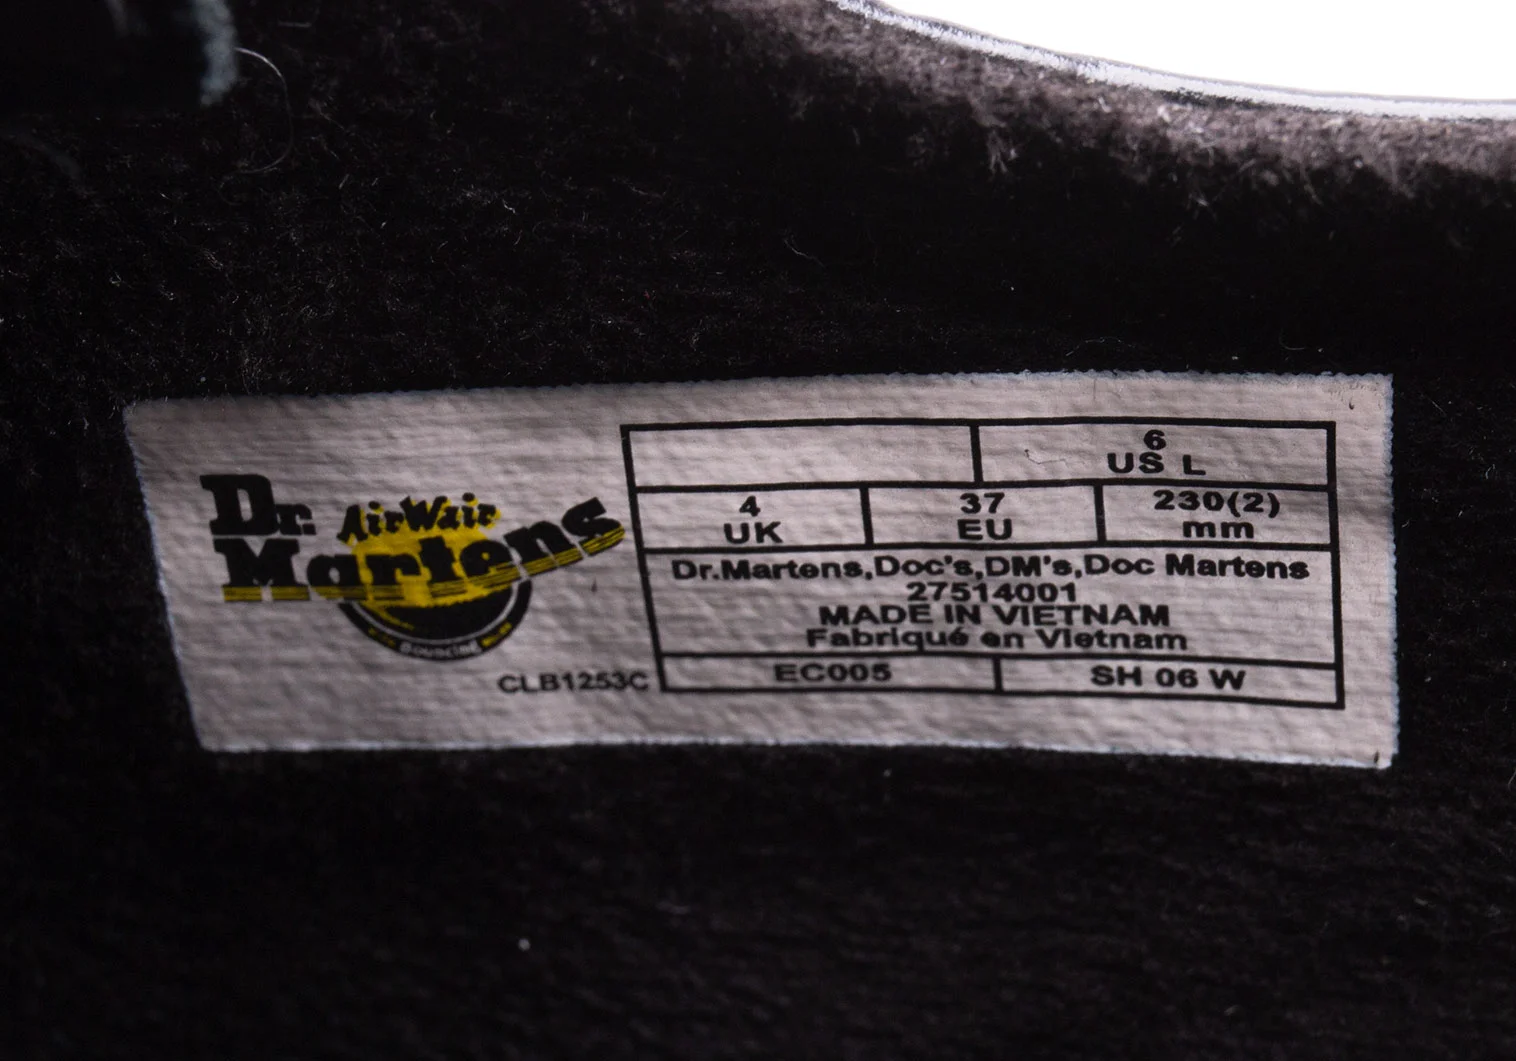 Dr. AirWair
Martens
BOUNCING
CLB1253C
6
US L
4
UK
37
EU
230(2)
mm
Dr.Martens,Doc's,DM's,Doc Martens
27514001
MADE IN VIETNAM
Fabriqué en Vietnam
EC005
SH 06 W